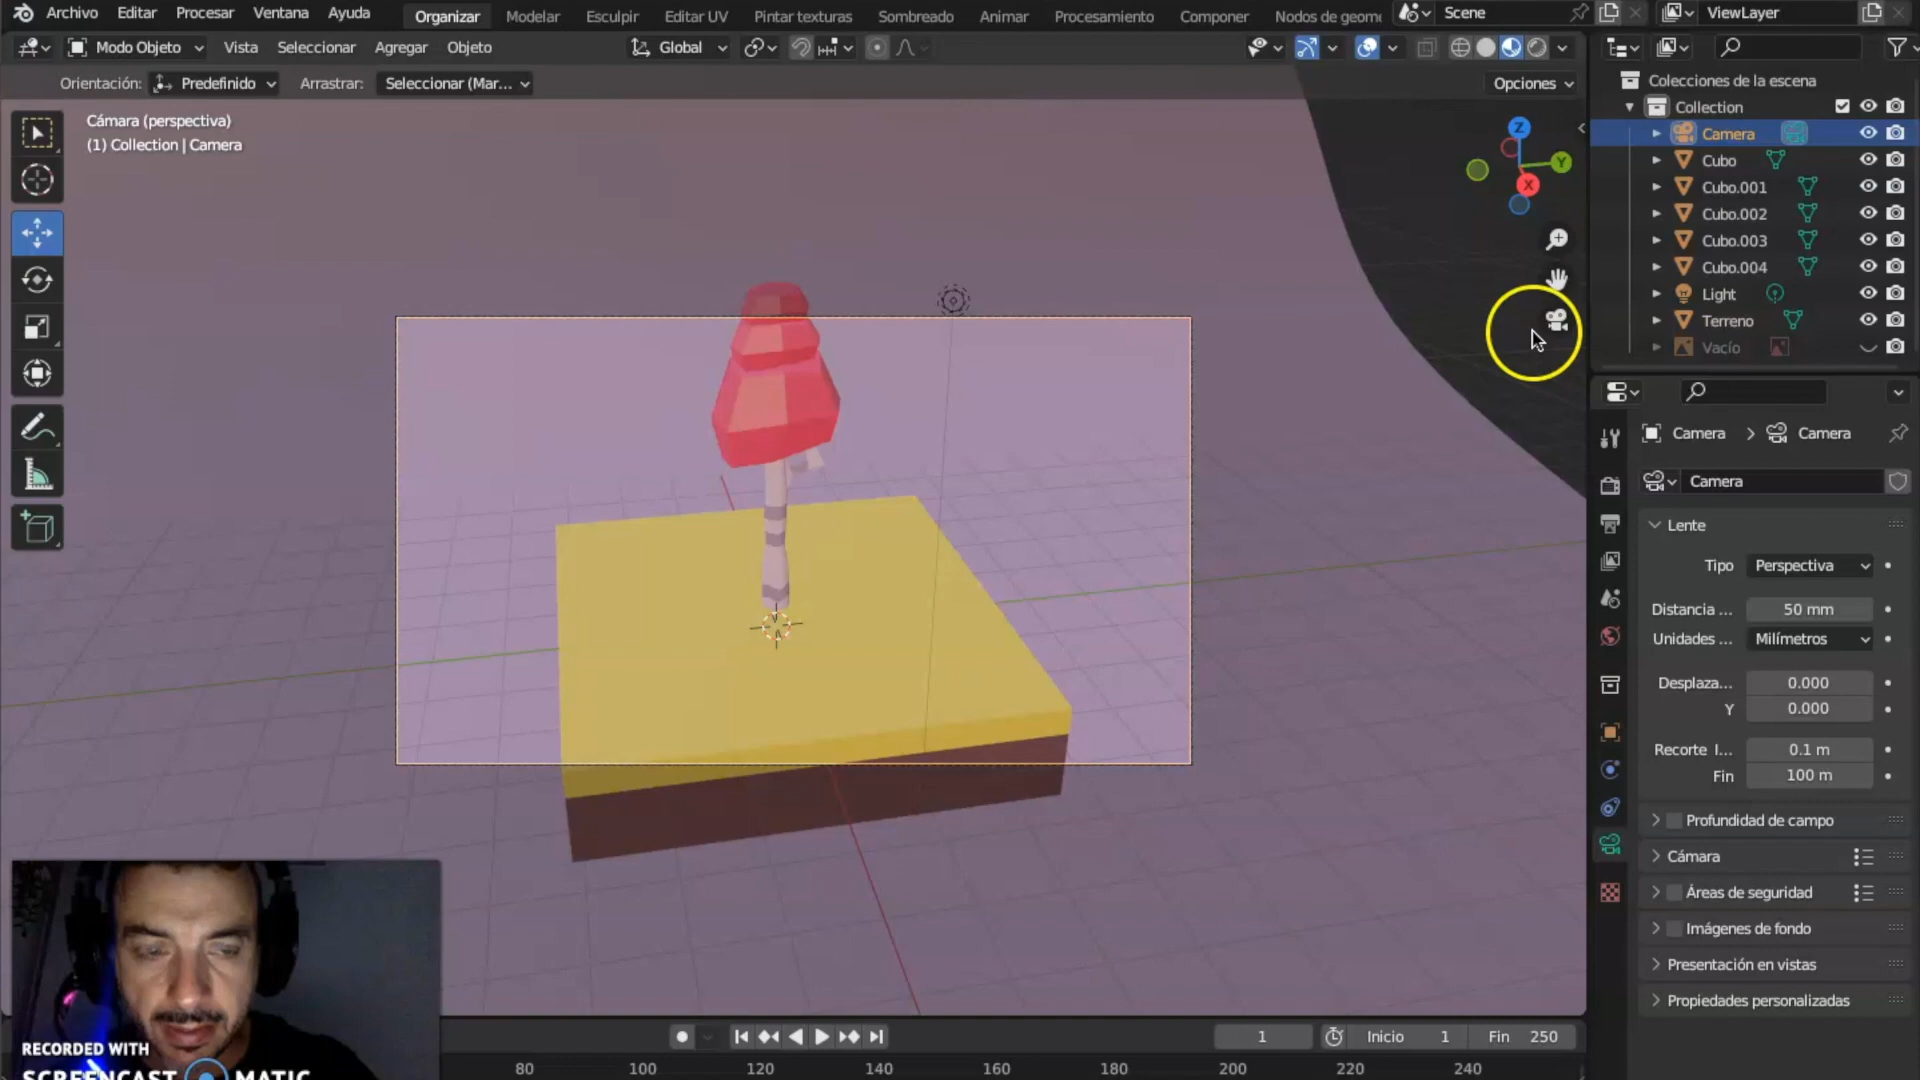 Archivo Editar Procesar Ventana Ayuda Organizar Modelar Esculpir Editar UV Pintar texturas Sombreado Animar Procesamiento Componer Nodos de geom Scene ViewLayer
Modo Objeto Vista Seleccionar Agregar Objeto Global
Orientación: Predefinido Arrastrar: Seleccionar (Mar... Opciones
Cámara (perspectiva)
(1) Collection | Camera
Z
Y
X
Colecciones de la escena
Collection
Camera
Cubo
Cubo.001
Cubo.002
Cubo.003
Cubo.004
Light
Terreno
Vacío
Camera > Camera
Camera
Lente
Tipo Perspectiva
Distancia ... 50 mm
Unidades ... Milímetros
Desplaza... 0.000
Y 0.000
Recorte I... 0.1 m
Fin 100 m
Profundidad de campo
Cámara
Áreas de seguridad
Imágenes de fondo
Presentación en vistas
Propiedades personalizadas
1 Inicio 1 Fin 250
80 100 120 140 160 180 200 220 240
RECORDED WITH
SCREENCAST MATIC